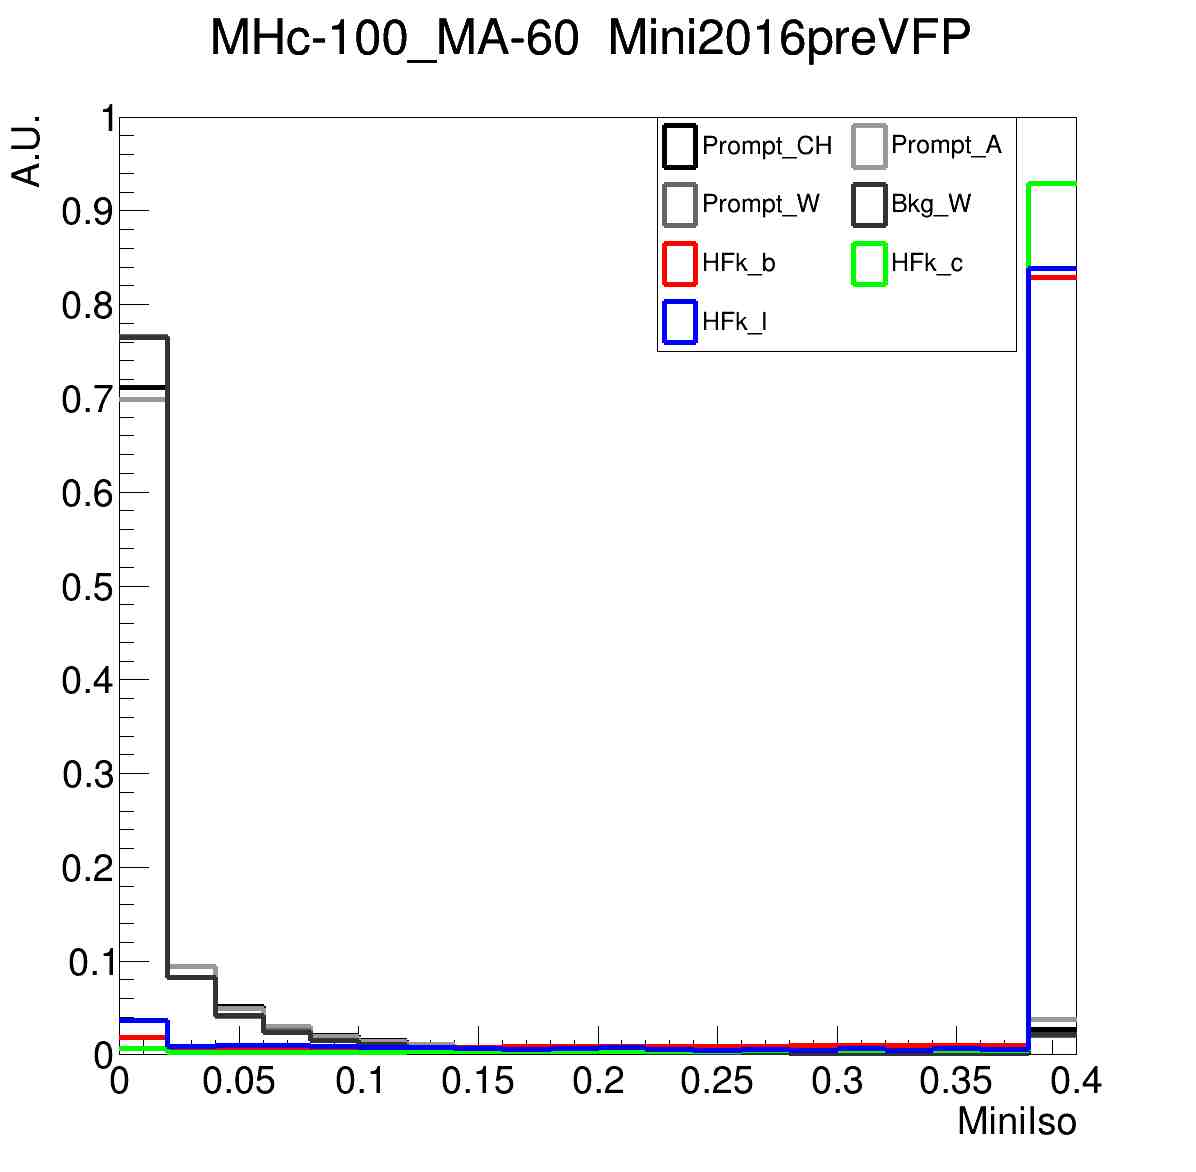 MHc-100_MA-60 Mini2016preVFP
A.U.
1
0.9
0.8
0.7
0.6
0.5
0.4
0.3
0.2
0.1
0
Prompt_CH Prompt_A
Prompt_W Bkg_W
HFk_b HFk_c
HFk_l
0 0.05 0.1 0.15 0.2 0.25 0.3 0.35 0.4
MiniIso